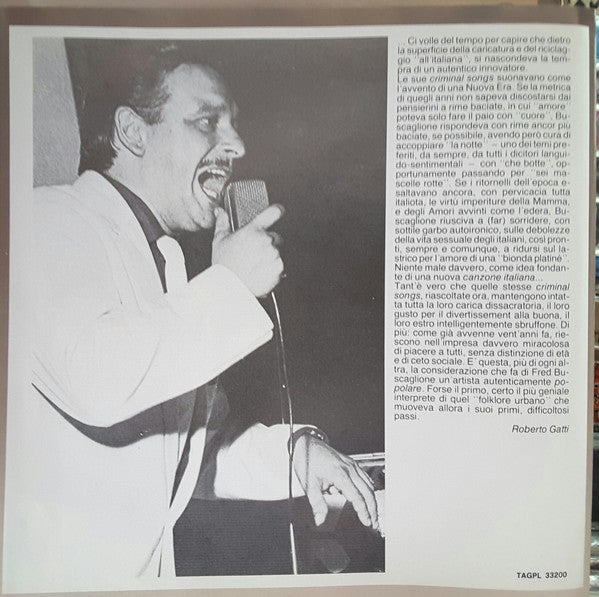 Ci volle del tempo per capire che dietro
la superficie della caricatura e del riciclag-
gio "all'italiana", si nascondeva la tem-
pra di un autentico innovatore.
Le sue criminal songs suonavano come
l'avvento di una Nuova Era. Se la metrica
di quegli anni non sapeva discostarsi dai
pensierini a rime baciate, in cui "amore"
poteva solo fare il paio con "cuore", Bu-
scaglione rispondeva con rime ancor più
baciate, se possibile, avendo però cura di
accoppiare "la notte" – uno dei temi pre-
feriti, da sempre, da tutti i dicitori langui-
do-sentimentali – con "che botte", op-
portunamente passando per "sei ma-
scelle rotte". Se i ritornelli dell'epoca e-
saltavano ancora, con pervicacia tutta
italiota, le virtù imperiture della Mamma,
e degli Amori avvinti come l'edera, Bu-
scaglione riusciva a (far) sorridere, con
sottile garbo autoironico, sulle debolezze
della vita sessuale degli italiani, così pron-
ti, sempre e comunque, a ridursi sul la-
strico per l'amore di una "bionda platiné".
Niente male davvero, come idea fondan-
te di una nuova canzone italiana...
Tant'è vero che quelle stesse criminal
songs, riascoltate ora, mantengono intat-
ta tutta la loro carica dissacratoria, il loro
gusto per il divertissement alla buona, il
loro estro intelligentemente sbruffone. Di
più: come già avvenne vent'anni fa, rie-
scono nell'impresa davvero miracolosa
di piacere a tutti, senza distinzione di età
e di ceto sociale. E' questa, più di ogni al-
tra, la considerazione che fa di Fred Bu-
scaglione un'artista autenticamente po-
polare. Forse il primo, certo il più geniale
interprete di quel "folklore urbano" che
muoveva allora i suoi primi, difficoltosi
passi.
Roberto Gatti
TAGPL 33200